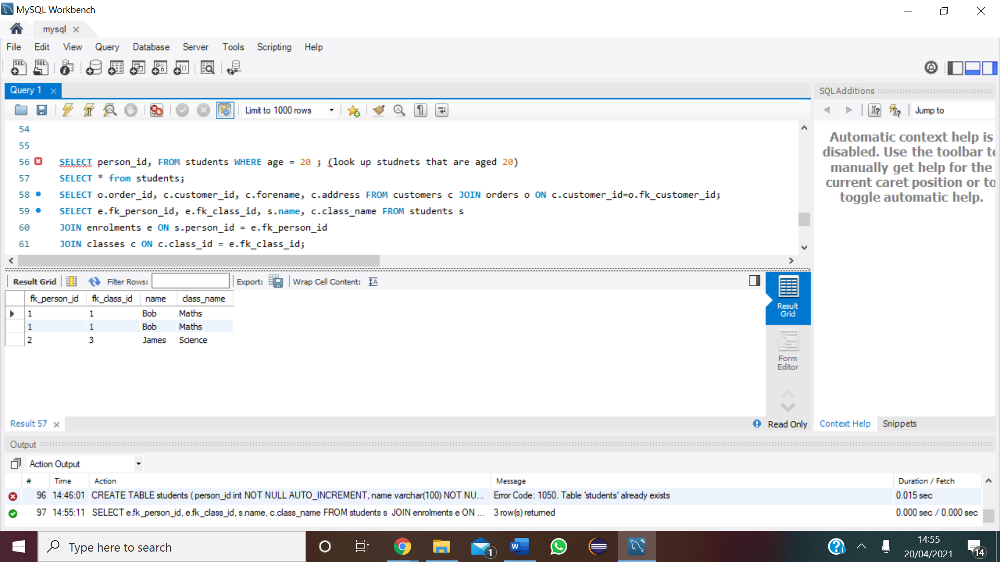 MySQL Workbench
mysql
File Edit View Query Database Server Tools Scripting Help
Query 1
SQLAdditions
Limit to 1000 rows
Jump to
54
55
56 SELECT person_id, FROM students WHERE age = 20 ; (look up studnets that are aged 20)
57 SELECT * from students;
58 SELECT o.order_id, c.customer_id, c.forename, c.address FROM customers c JOIN orders o ON c.customer_id=o.fk_customer_id;
59 SELECT e.fk_person_id, e.fk_class_id, s.name, c.class_name FROM students s
60 JOIN enrolments e ON s.person_id = e.fk_person_id
61 JOIN classes c ON c.class_id = e.fk_class_id;
Automatic context help is
disabled. Use the toolbar to
manually get help for the
current caret position or to
toggle automatic help.
Result Grid Filter Rows: Export: Wrap Cell Content:
fk_person_id fk_class_id name class_name
1 1 Bob Maths
1 1 Bob Maths
2 3 James Science
Result
Grid
Form
Editor
Result 57
Read Only
Context Help Snippets
Output
Action Output
# Time Action Message Duration / Fetch
96 14:46:01 CREATE TABLE students ( person_id int NOT NULL AUTO_INCREMENT, name varchar(100) NOT NU... Error Code: 1050. Table 'students' already exists 0.015 sec
97 14:55:11 SELECT e.fk_person_id, e.fk_class_id, s.name, c.class_name FROM students s JOIN enrolments e ON ... 3 row(s) returned 0.000 sec / 0.000 sec
Type here to search
1
14:55
20/04/2021
14